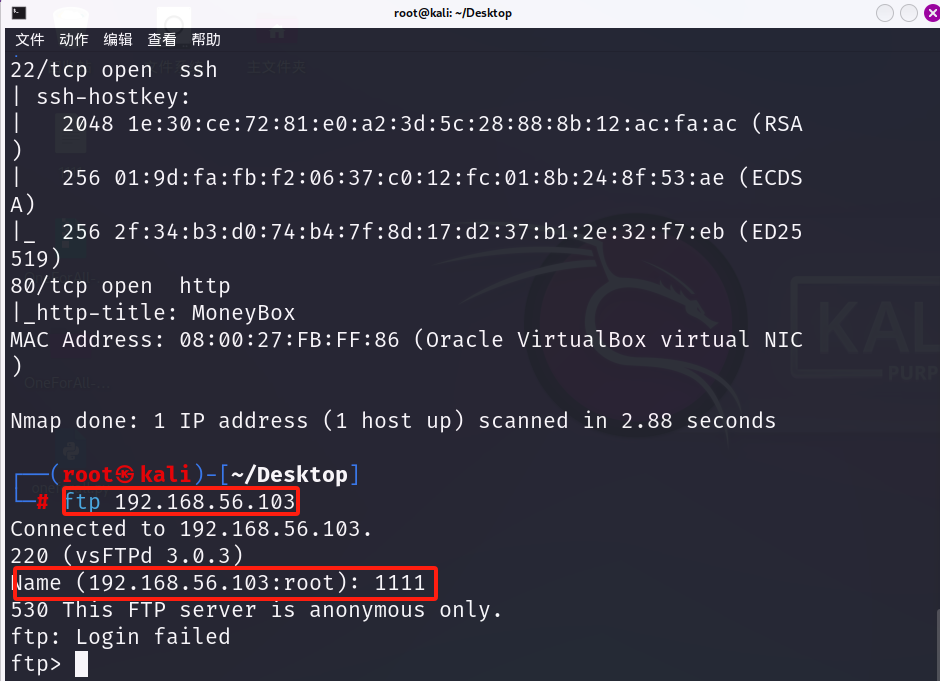 root@kali: ~/Desktop
文件 动作 编辑 查看 帮助
22/tcp open  ssh
| ssh-hostkey:
|   2048 1e:30:ce:72:81:e0:a2:3d:5c:28:88:8b:12:ac:fa:ac (RSA
)
|   256 01:9d:fa:fb:f2:06:37:c0:12:fc:01:8b:24:8f:53:ae (ECDS
A)
|_  256 2f:34:b3:d0:74:b4:7f:8d:17:d2:37:b1:2e:32:f7:eb (ED25
519)
80/tcp open  http
|_http-title: MoneyBox
MAC Address: 08:00:27:FB:FF:86 (Oracle VirtualBox virtual NIC
)
OneForAll-...
KAL
PURP
Nmap done: 1 IP address (1 host up) scanned in 2.88 seconds
┌──(root㉿kali)-[~/Desktop]
└─# ftp 192.168.56.103
Connected to 192.168.56.103.
220 (vsFTPd 3.0.3)
Name (192.168.56.103:root): 1111
530 This FTP server is anonymous only.
ftp: Login failed
ftp>